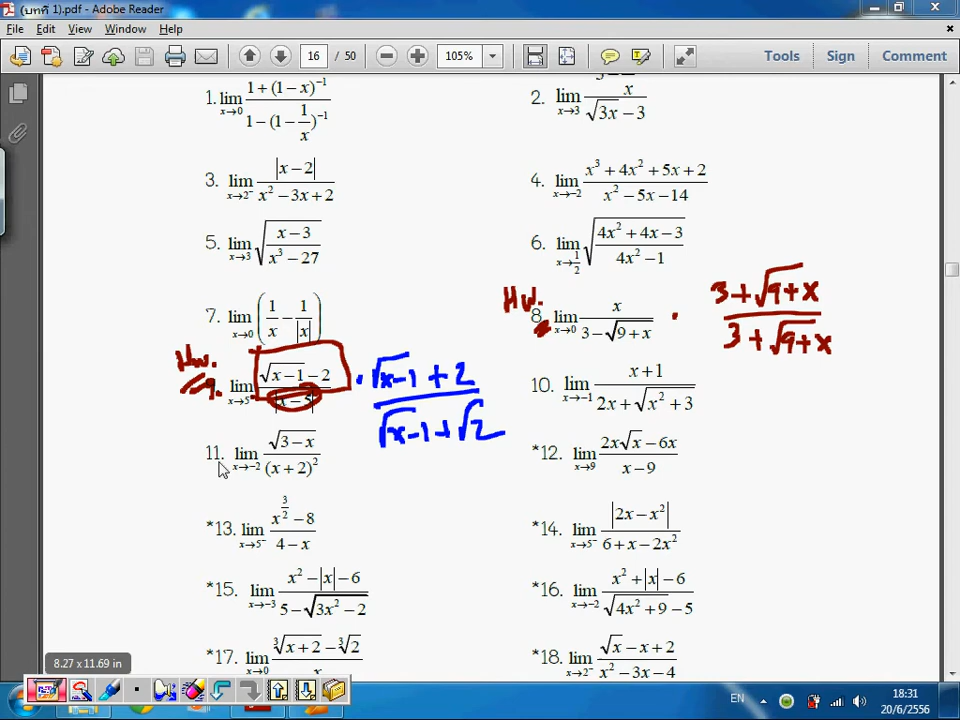 (บทที่ 1).pdf - Adobe Reader
File Edit View Window Help
16 / 50 105% Tools Sign Comment
1. lim x→0 (1 + (1 − x)^−1) / (1 − (1 − 1/x)^−1)
2. lim x→3 x / (√3x − 3)
3. lim x→2⁻ |x − 2| / (x² − 3x + 2)
4. lim x→−2 (x³ + 4x² + 5x + 2) / (x² − 5x − 14)
5. lim x→3 √((x − 3) / (x³ − 27))
6. lim x→1/2 √((4x² + 4x − 3) / (4x² − 1))
7. lim x→0 (1/x − 1/|x|)
Hw. 8. lim x→0 x / (3 − √(9 + x)) · (3 + √(9 + x)) / (3 + √(9 + x))
Hw. 9. lim x→5 (√(x − 1) − 2) / |x − 5| · (√x−1 + 2) / (√x−1 + √2)
10. lim x→−1 (x + 1) / (2x + √(x² + 3))
11. lim x→−2 √(3 − x) / (x + 2)²
*12. lim x→9 (2x√x − 6x) / (x − 9)
*13. lim x→5⁻ (x^(3/2) − 8) / (4 − x)
*14. lim x→5⁻ |2x − x²| / (6 + x − 2x²)
*15. lim x→−3 (x² − |x| − 6) / (5 − √(3x² − 2))
*16. lim x→−2 (x² + |x| − 6) / (√(4x² + 9) − 5)
*17. lim x→0 (∛(x + 2) − ∛2) / x
*18. lim x→2⁻ (√x − x + 2) / (x² − 3x − 4)
8.27 x 11.69 in
EN 18:31
20/6/2556